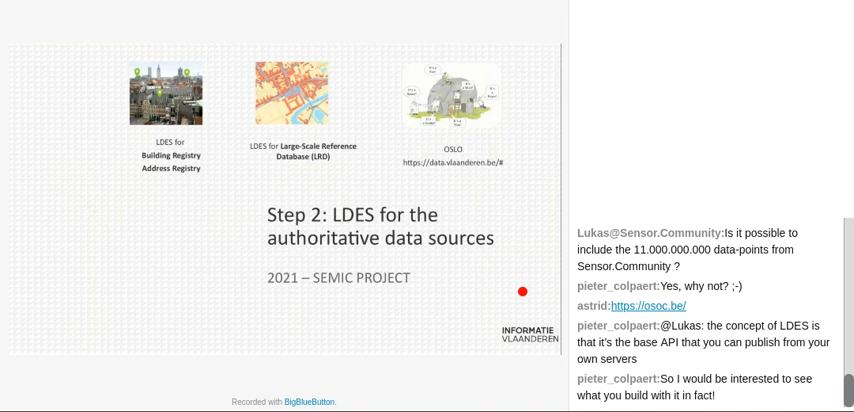 LDES for
Building Registry
Address Registry
LDES for Large-Scale Reference
Database (LRD)
OSLO
https://data.vlaanderen.be/#
Step 2: LDES for the
authoritative data sources
2021 – SEMIC PROJECT
INFORMATIE
VLAANDEREN
Recorded with BigBlueButton.
Lukas@Sensor.Community:Is it possible to
include the 11.000.000.000 data-points from
Sensor.Community ?
pieter_colpaert:Yes, why not? ;-)
astrid:https://osoc.be/
pieter_colpaert:@Lukas: the concept of LDES is
that it's the base API that you can publish from your
own servers
pieter_colpaert:So I would be interested to see
what you build with it in fact!